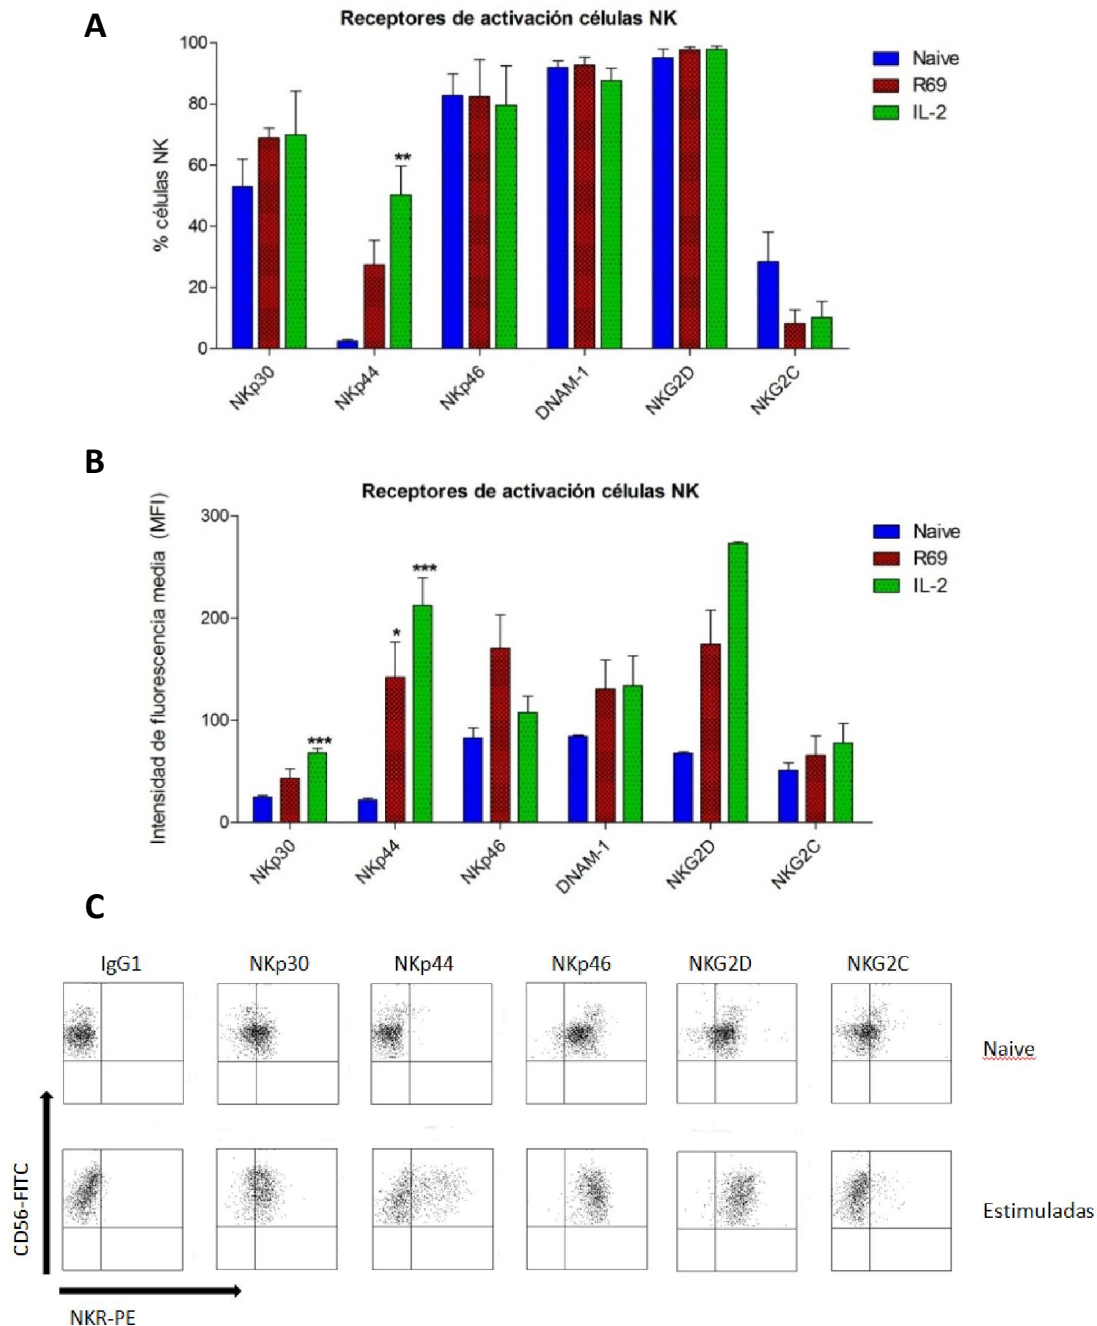 A
Receptores de activación células NK
% células NK
100
80
60
40
20
0
**
NKp30
NKp44
NKp46
DNAM-1
NKG2D
NKG2C
Naive
R69
IL-2
B
Receptores de activación células NK
Intensidad de fluorescencia media (MFI)
300
200
100
0
***
*
***
NKp30
NKp44
NKp46
DNAM-1
NKG2D
NKG2C
Naive
R69
IL-2
C
IgG1 NKp30 NKp44 NKp46 NKG2D NKG2C
Naive
Estimuladas
CD56-FITC
NKR-PE